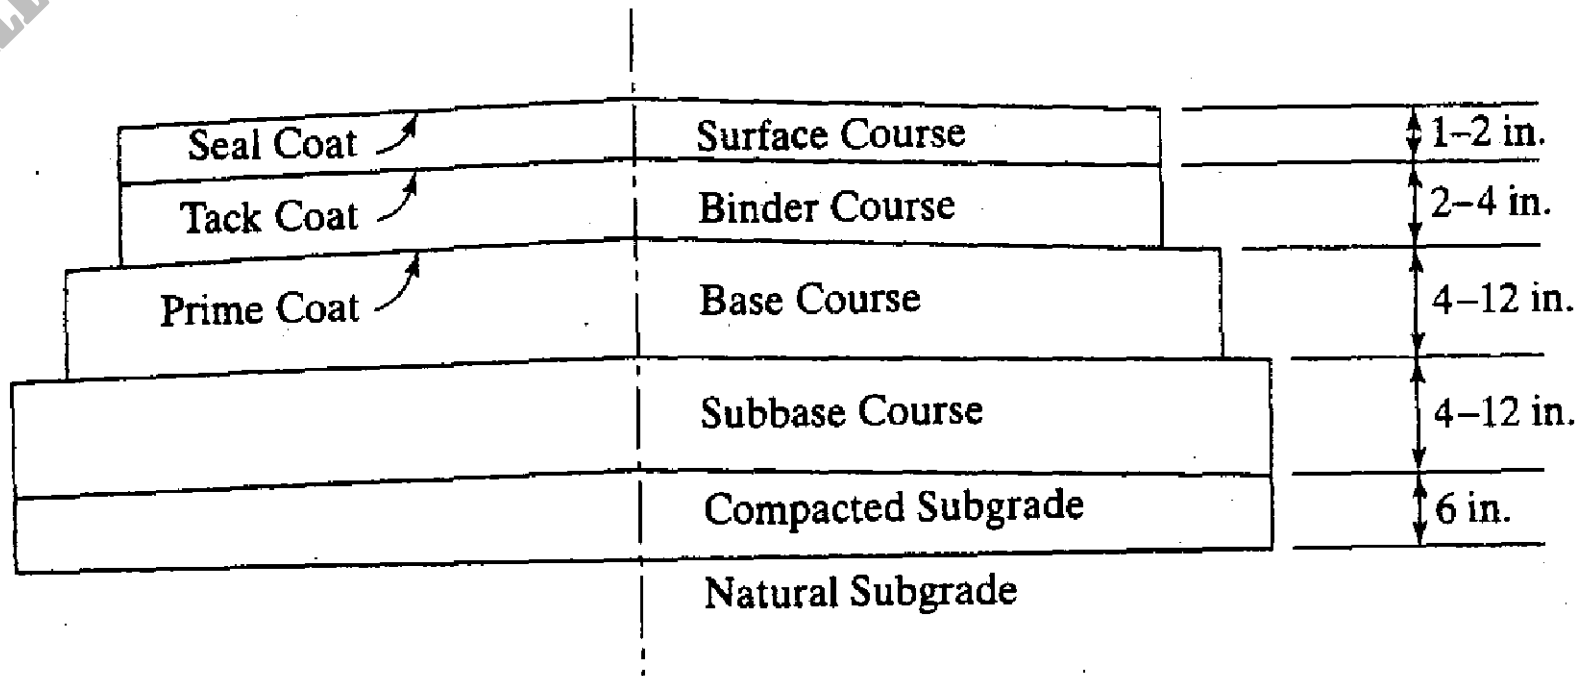 Seal Coat
Surface Course
1–2 in.
Tack Coat
Binder Course
2–4 in.
Prime Coat
Base Course
4–12 in.
Subbase Course
4–12 in.
Compacted Subgrade
6 in.
Natural Subgrade